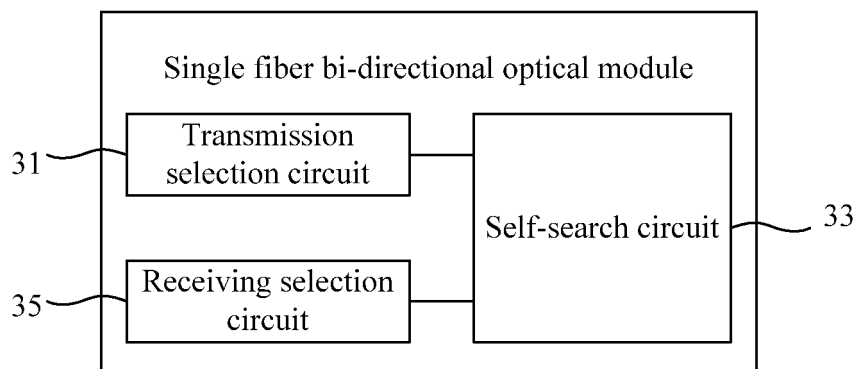 Single fiber bi-directional optical module
Transmission
selection circuit
31
Self-search circuit
33
Receiving selection
circuit
35